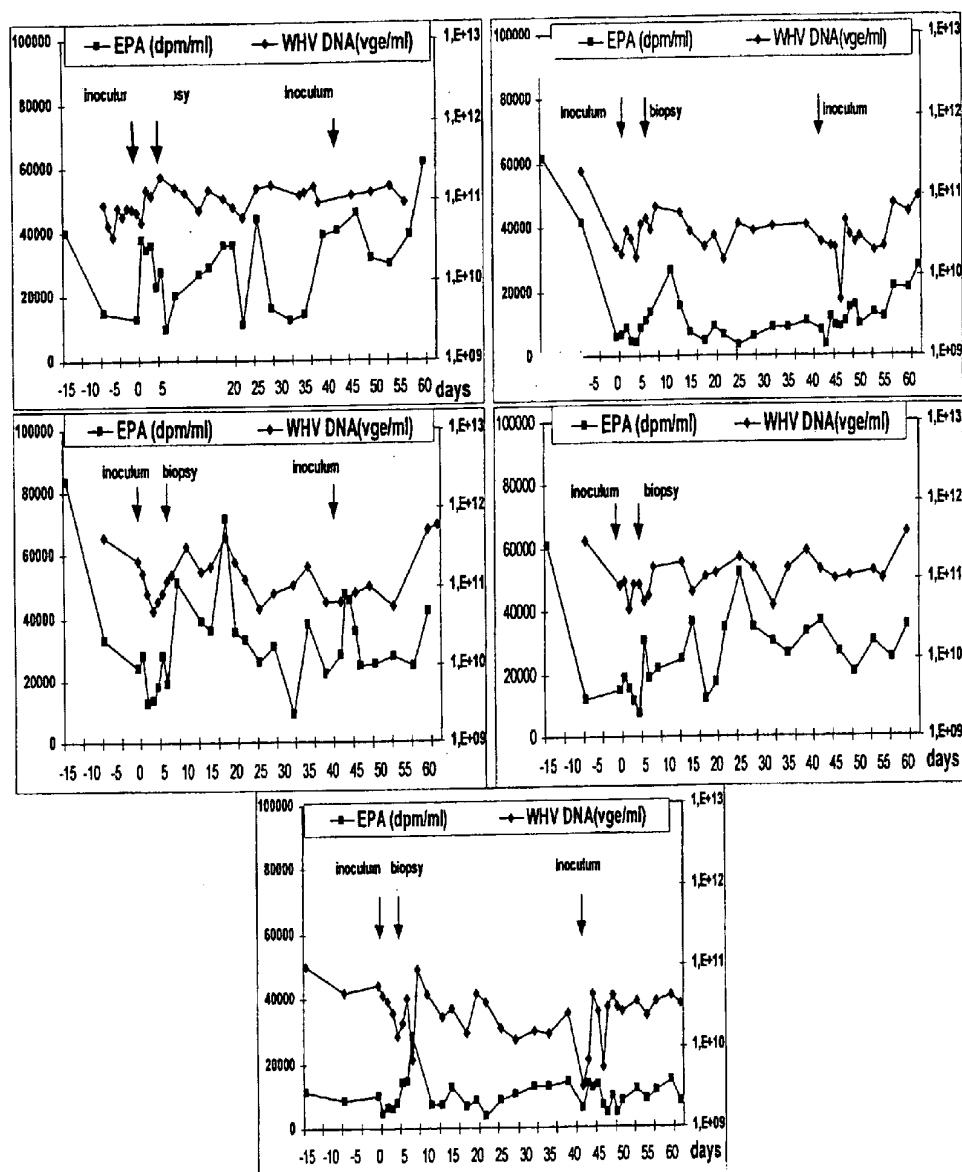 EPA (dpm/ml) WHV DNA(vge/ml)
100000 1,E+13
inoculur ɔsy inoculum
80000 1,E+12
60000 1,E+11
40000 1,E+10
20000
0 1,E+09
-15 -10 -5 0 5 20 25 30 35 40 45 50 56 60 days
100000 1,E+13
EPA (dpm/ml) WHV DNA(vge/ml)
80000 1,E+12
inoculum biopsy inoculum
60000 1,E+11
40000 1,E+10
20000
0 1,E+09
-5 0 5 10 15 20 25 30 35 40 45 50 55 60 days
100000 1,E+13
EPA (dpm/ml) WHV DNA(vge/ml)
inoculum biopsy inoculum
80000 1,E+12
60000 1,E+11
40000 1,E+10
20000
0 1,E+09
-15 -5 0 5 10 15 20 25 30 35 40 45 50 57 60
100000 1,E+13
EPA (dpm/ml) WHV DNA(vge/ml)
80000 1,E+12
inoculum biopsy
60000 1,E+11
40000 1,E+10
20000
0 1,E+09
-15 -10 -5 0 5 10 15 20 25 30 35 40 45 50 55 60 days
100000 1,E+13
EPA (dpm/ml) WHV DNA(vge/ml)
80000 1,E+12
inoculum biopsy inoculum
60000 1,E+11
40000 1,E+10
20000
0 1,E+09
-15 -10 -5 0 5 10 15 20 25 30 35 40 45 50 55 60 days